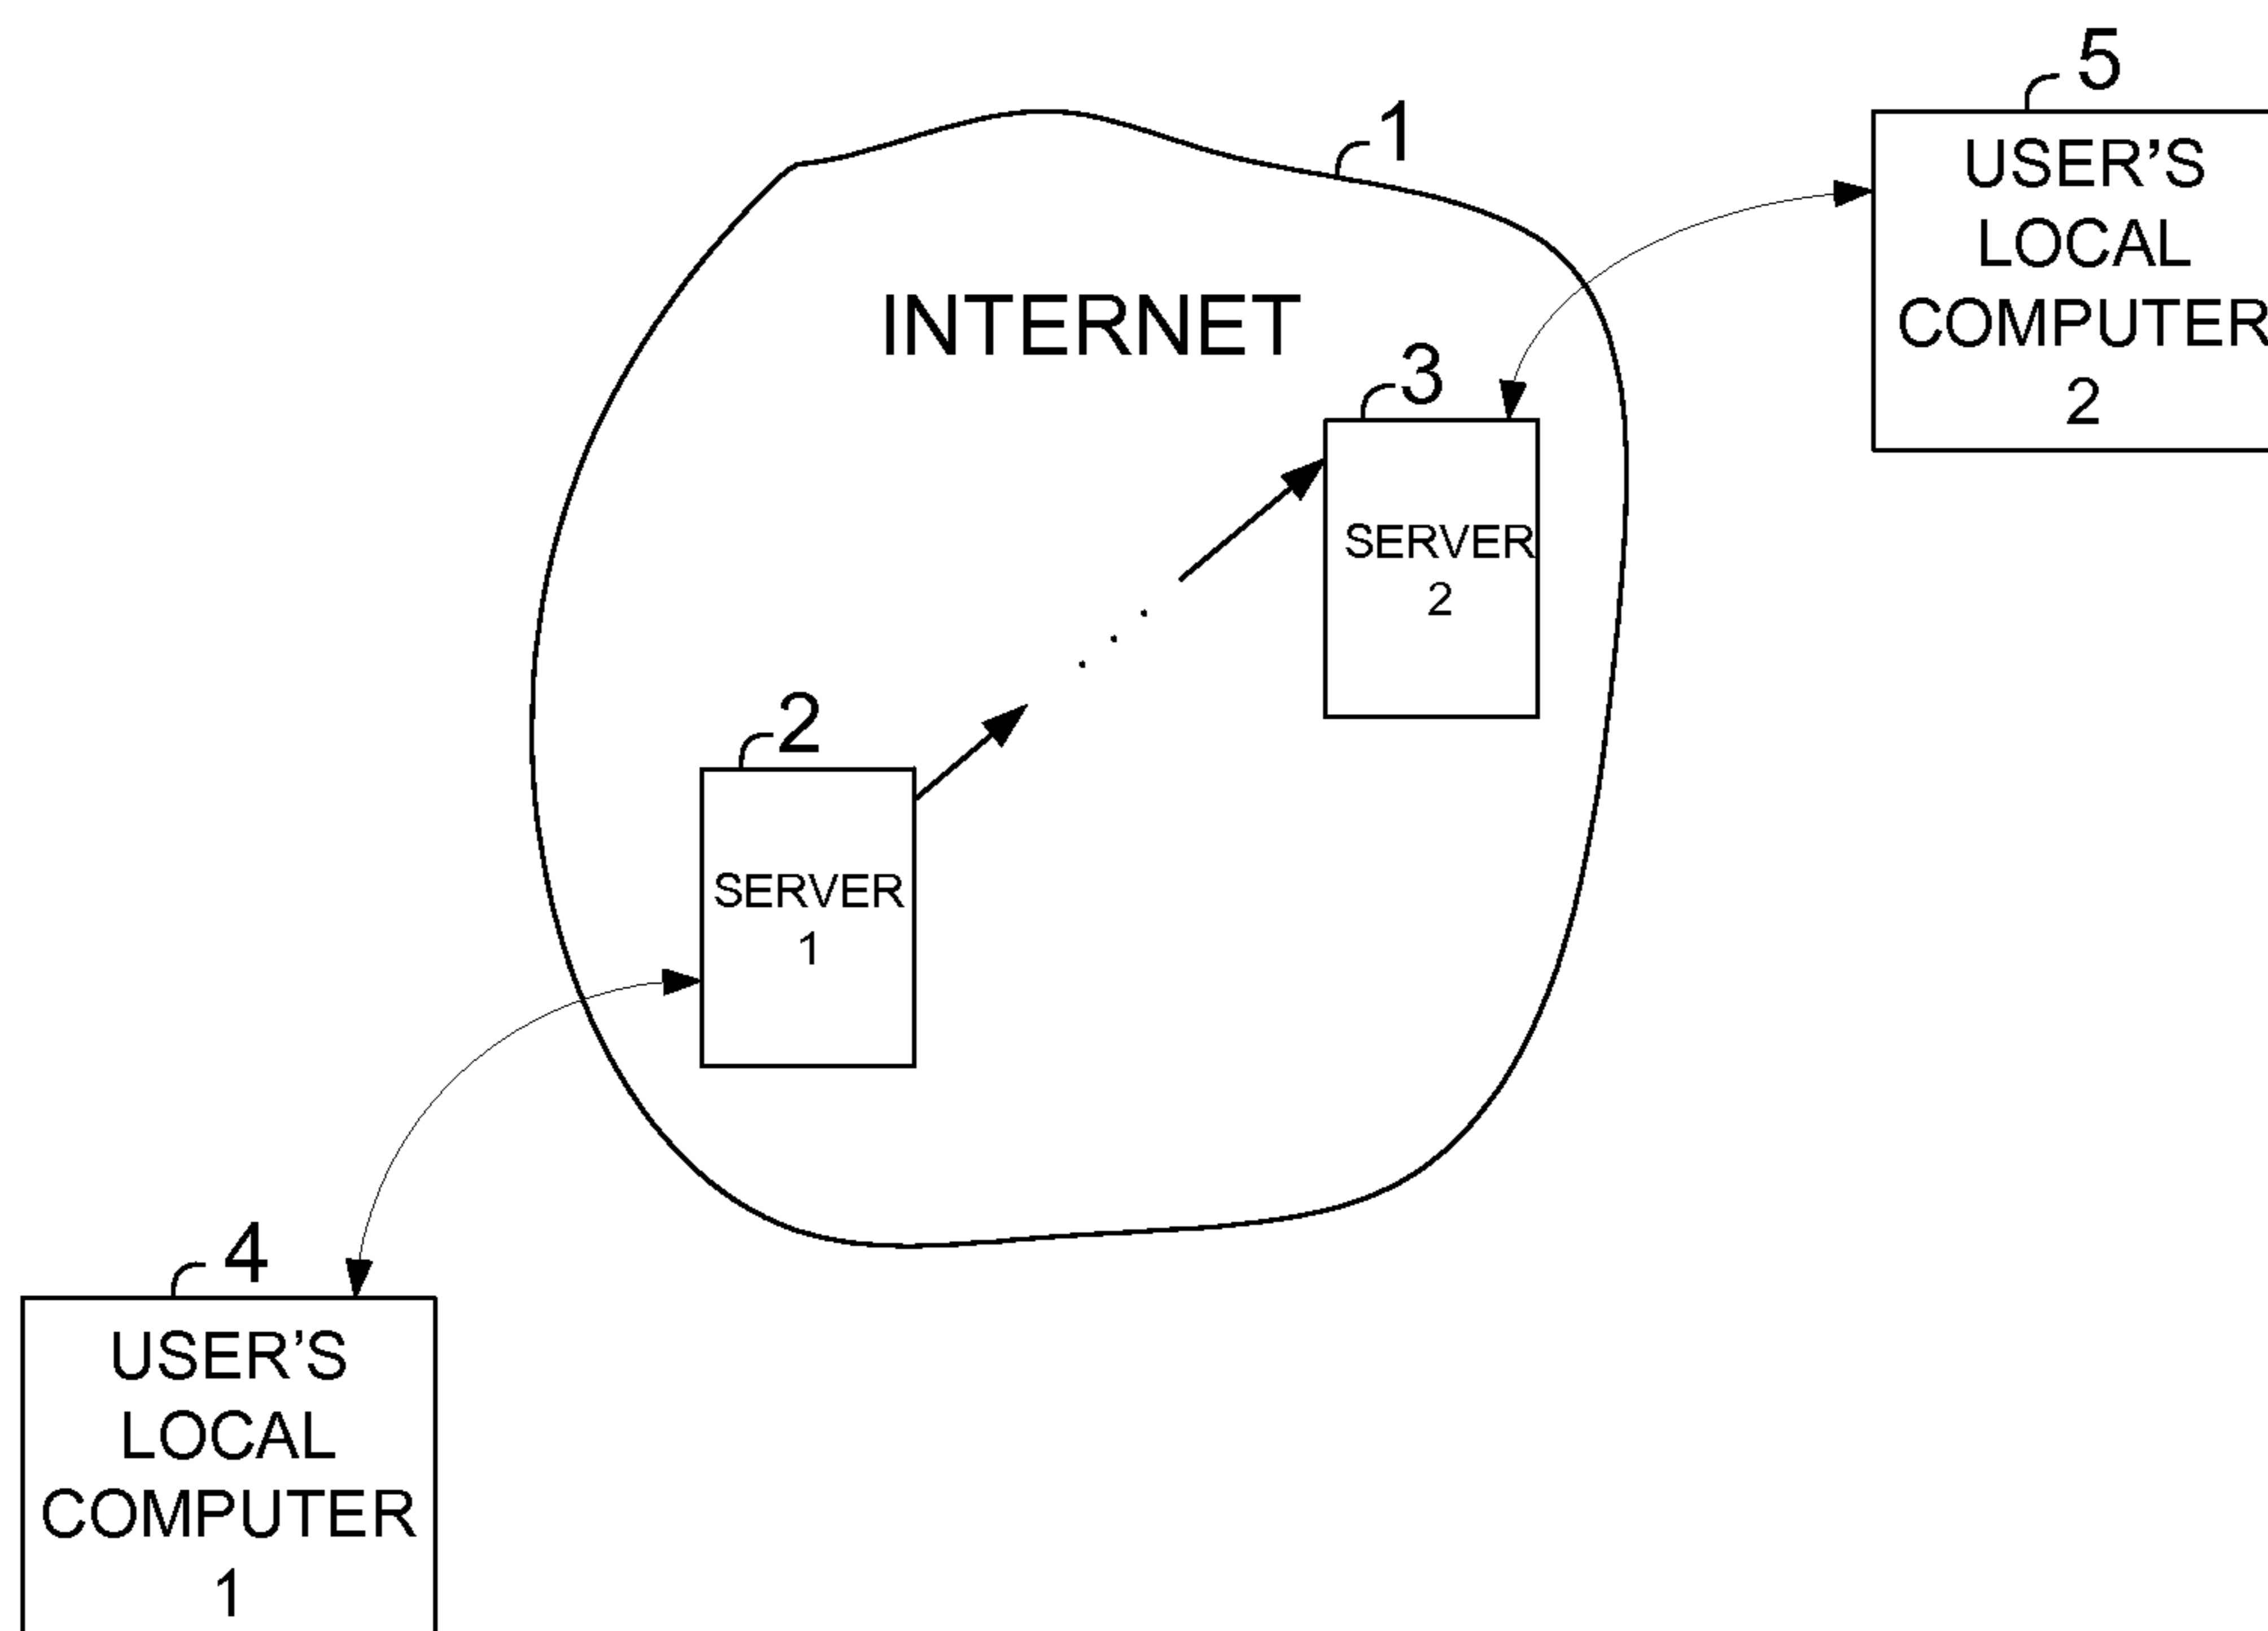 5
1
USER'S
LOCAL
COMPUTER
2
INTERNET
3
SERVER
2
2
SERVER
1
4
USER'S
LOCAL
COMPUTER
1